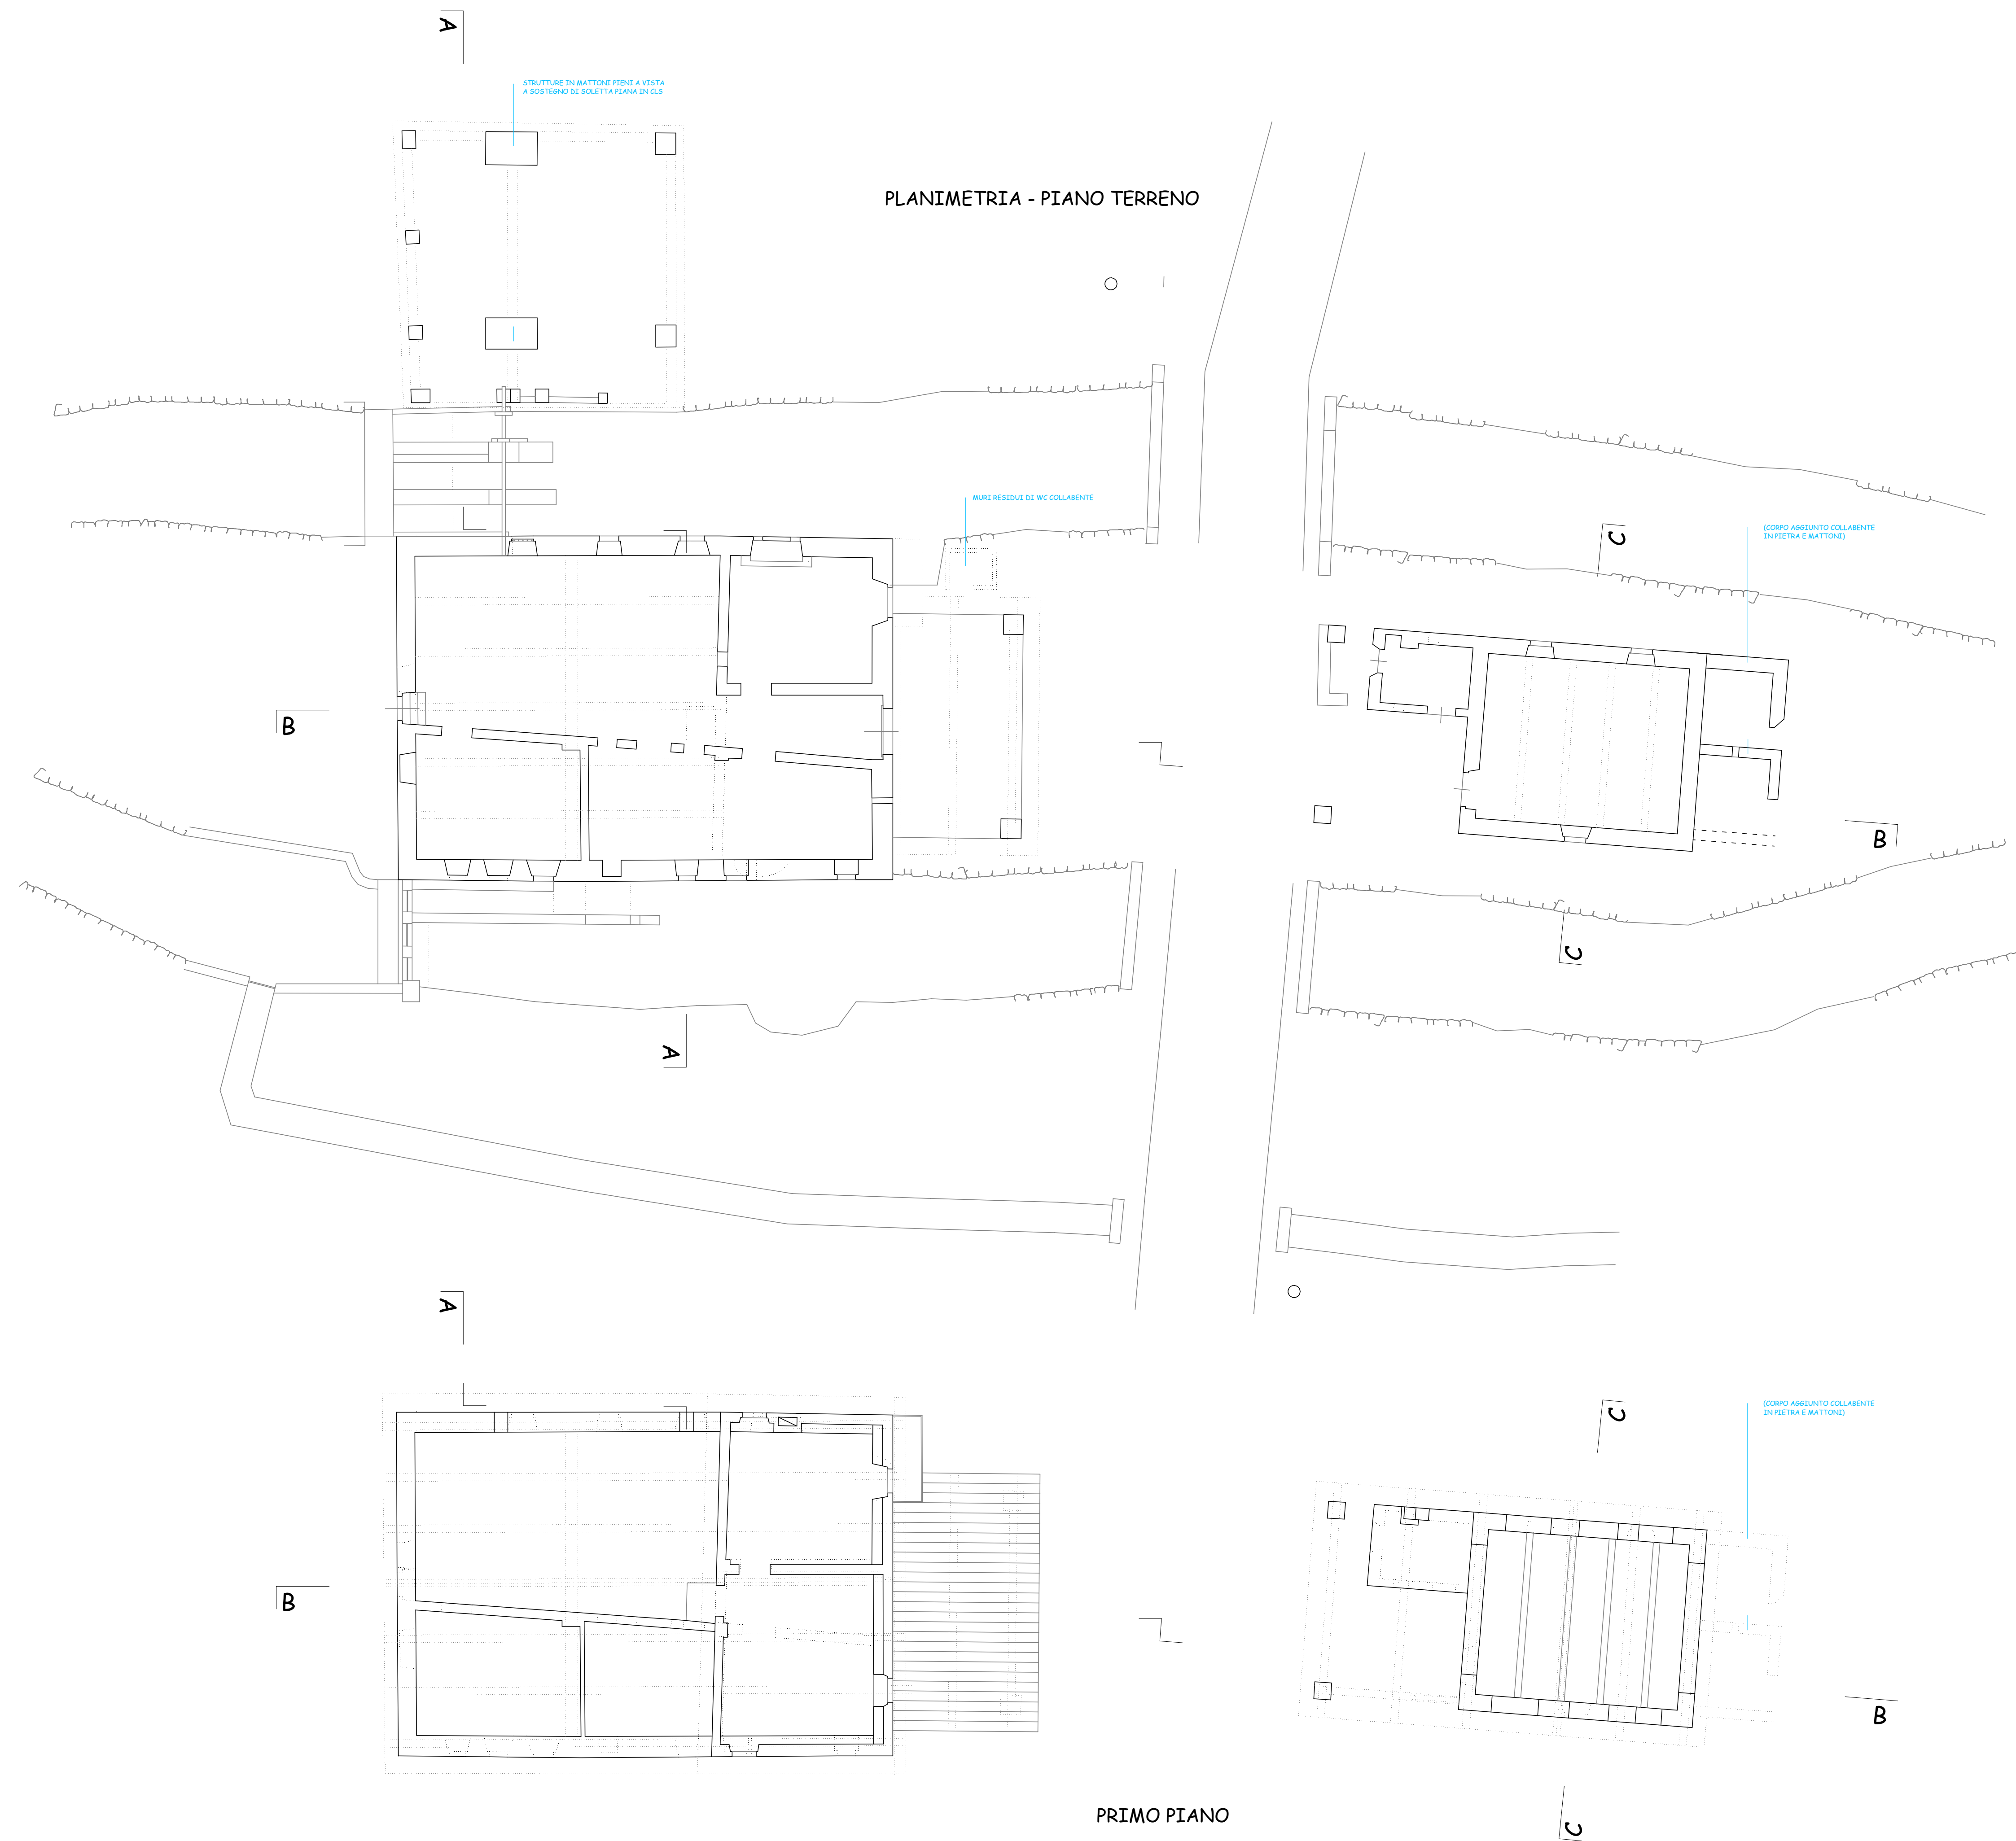 A
STRUTTURE IN MATTONI PIENI A VISTA
A SOSTEGNO DI SOLETTA PIANA IN CLS
PLANIMETRIA - PIANO TERRENO
MURI RESIDUI DI WC COLLABENTE
(CORPO AGGIUNTO COLLABENTE
IN PIETRA E MATTONI)
C
B
B
C
A
A
(CORPO AGGIUNTO COLLABENTE
IN PIETRA E MATTONI)
C
B
B
PRIMO PIANO
C